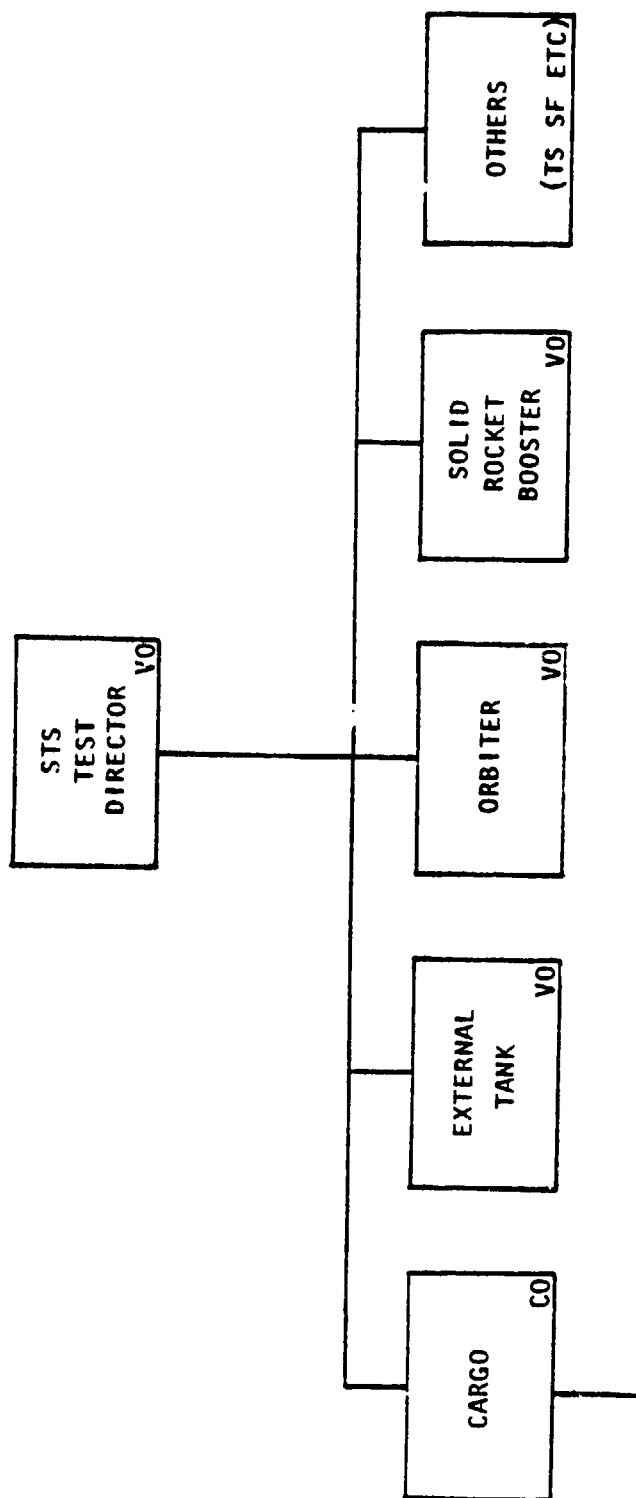 STS
TEST
DIRECTOR
VO
CARGO
CO
EXTERNAL
TANK
VO
ORBITER
VO
SOLID
ROCKET
BOOSTER
VO
OTHERS
(TS SF ETC)